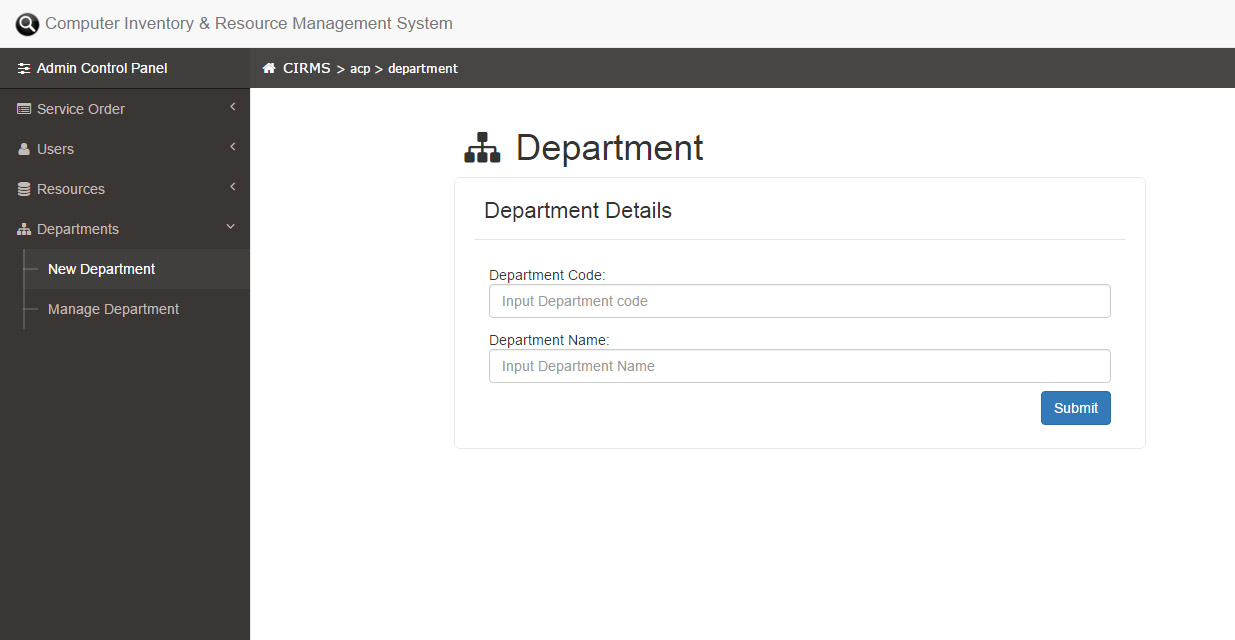 Computer Inventory & Resource Management System
Admin Control Panel
CIRMS > acp > department
Service Order
Users
Resources
Departments
New Department
Manage Department
Department
Department Details
Department Code:
Input Department code
Department Name:
Input Department Name
Submit